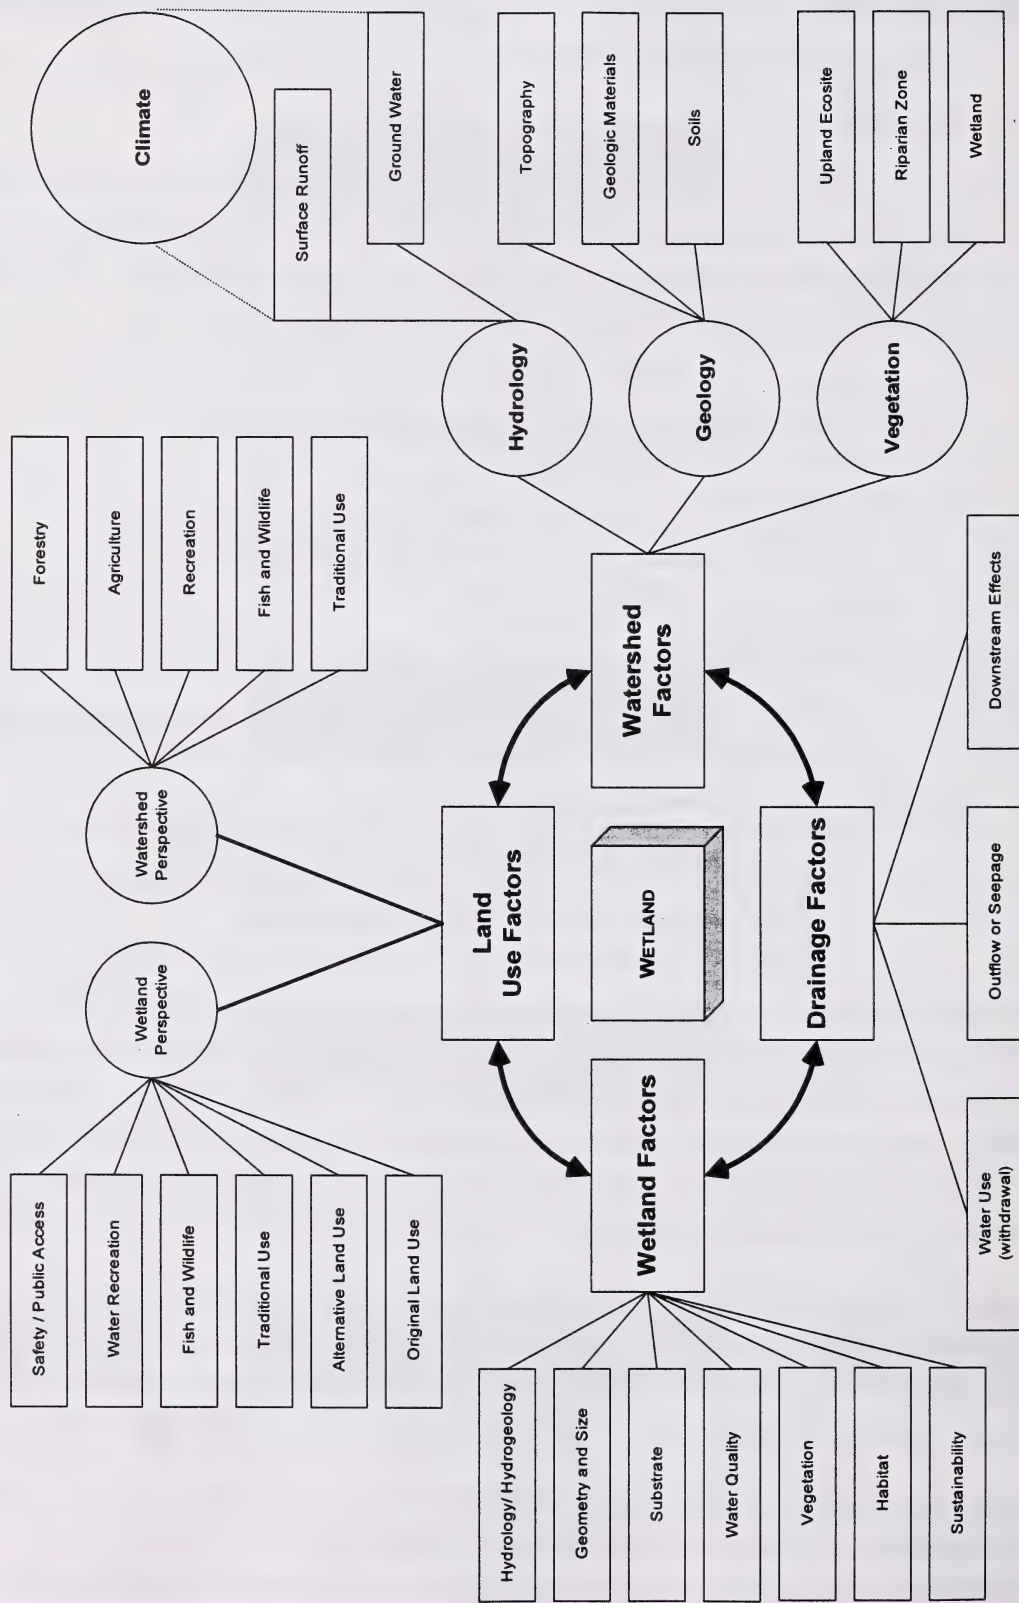 Safety / Public Access
Water Recreation
Fish and Wildlife
Traditional Use
Alternative Land Use
Original Land Use
Wetland
Perspective
Watershed
Perspective
Forestry
Agriculture
Recreation
Fish and Wildlife
Traditional Use
Climate
Surface Runoff
Ground Water
Hydrology
Topography
Geologic Materials
Soils
Geology
Upland Ecosite
Riparian Zone
Wetland
Vegetation
Land
Use Factors
Watershed
Factors
WETLAND
Wetland Factors
Drainage Factors
Hydrology/ Hydrogeology
Geometry and Size
Substrate
Water Quality
Vegetation
Habitat
Sustainability
Water Use
(withdrawal)
Outflow or Seepage
Downstream Effects